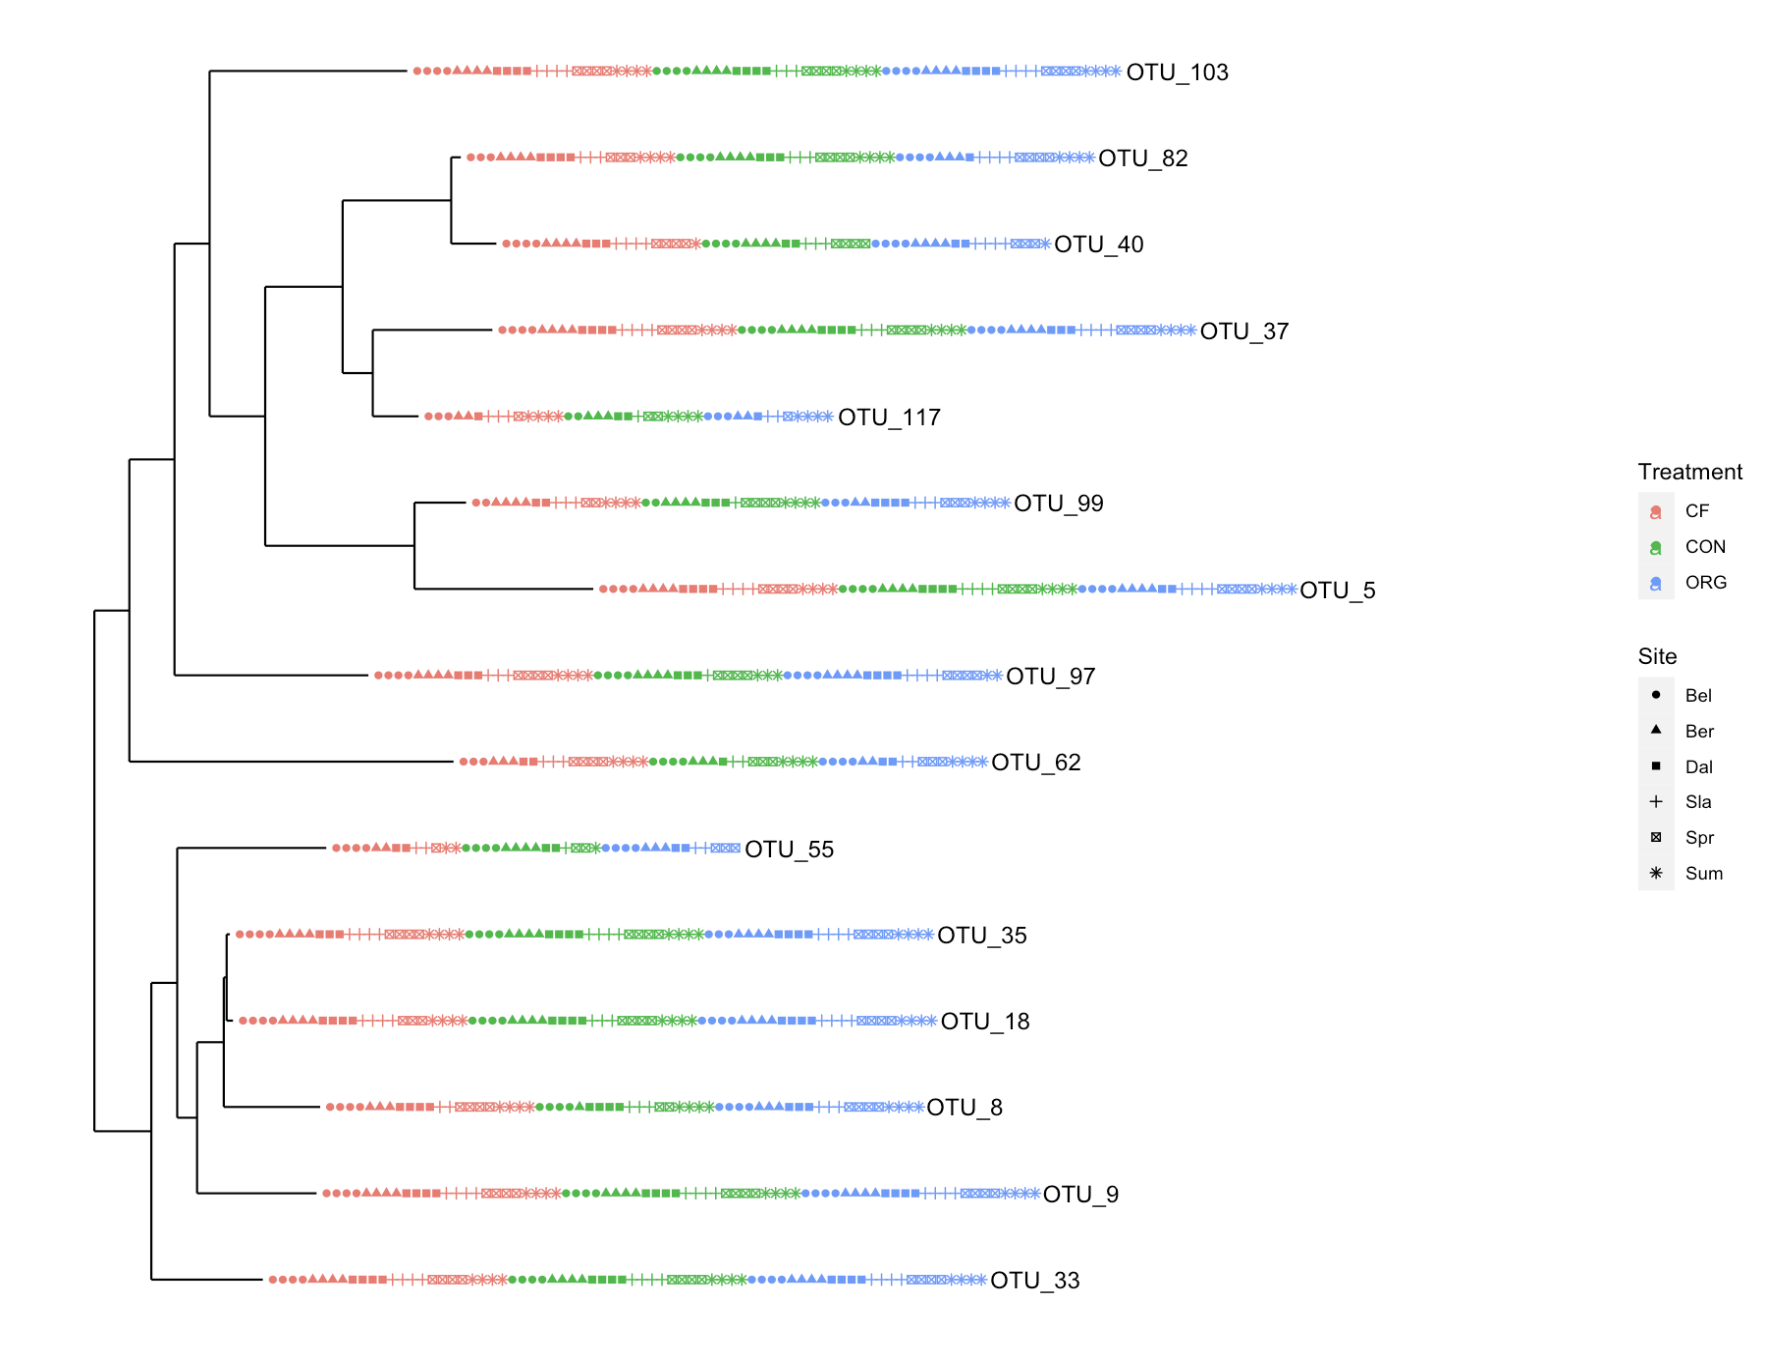 OTU_103
OTU_82
OTU_40
OTU_37
OTU_117
OTU_99
OTU_5
OTU_97
OTU_62
OTU_55
OTU_35
OTU_18
OTU_8
OTU_9
OTU_33
Treatment
a CF
a CON
a ORG
Site
Bel
Ber
Dal
Sla
Spr
Sum